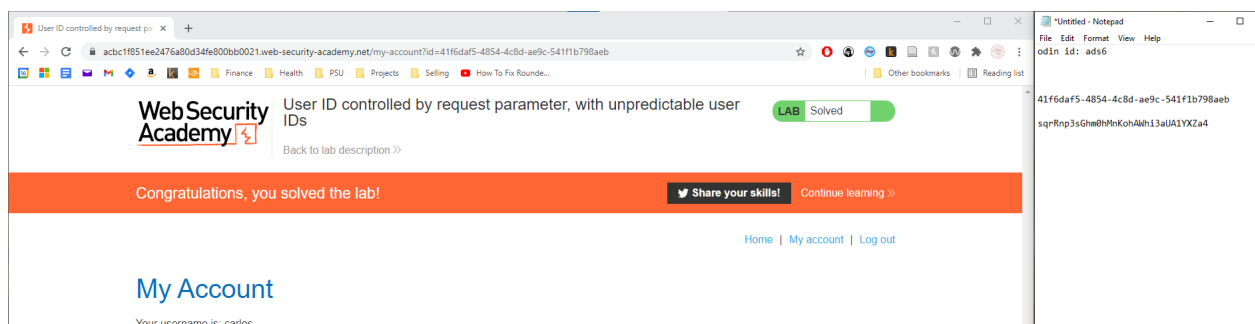 User ID controlled by request pa
*Untitled - Notepad
File Edit Format View Help
acbc1f851ee2476a80d34fe800bb0021.web-security-academy.net/my-account?id=41f6daf5-4854-4c8d-ae9c-541f1b798aeb
odin id: ads6
Finance Health PSU Projects Selling How To Fix Rounde... Other bookmarks Reading list
41f6daf5-4854-4c8d-ae9c-541f1b798aeb
sqrRnp3sGhm0hMnKohAWhi3aUA1YXZa4
Web Security
Academy
User ID controlled by request parameter, with unpredictable user
IDs
LAB Solved
Back to lab description
Congratulations, you solved the lab!
Share your skills!
Continue learning
Home | My account | Log out
My Account
Your username is: carlos